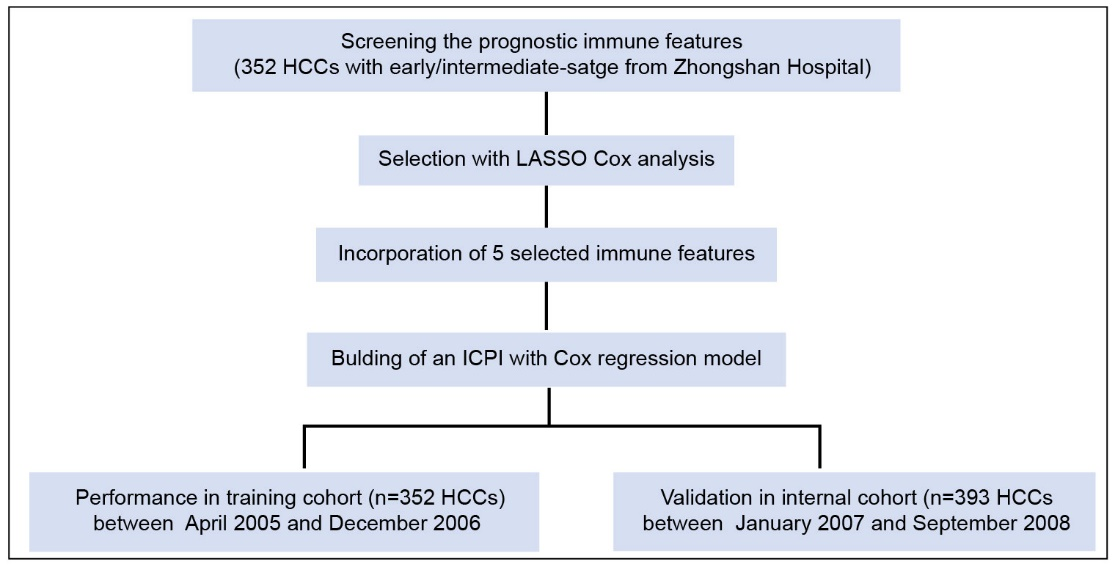 Screening the prognostic immune features
(352 HCCs with early/intermediate-satge from Zhongshan Hospital)
Selection with LASSO Cox analysis
Incorporation of 5 selected immune features
Bulding of an ICPI with Cox regression model
Performance in training cohort (n=352 HCCs)
between April 2005 and December 2006
Validation in internal cohort (n=393 HCCs
between January 2007 and September 2008